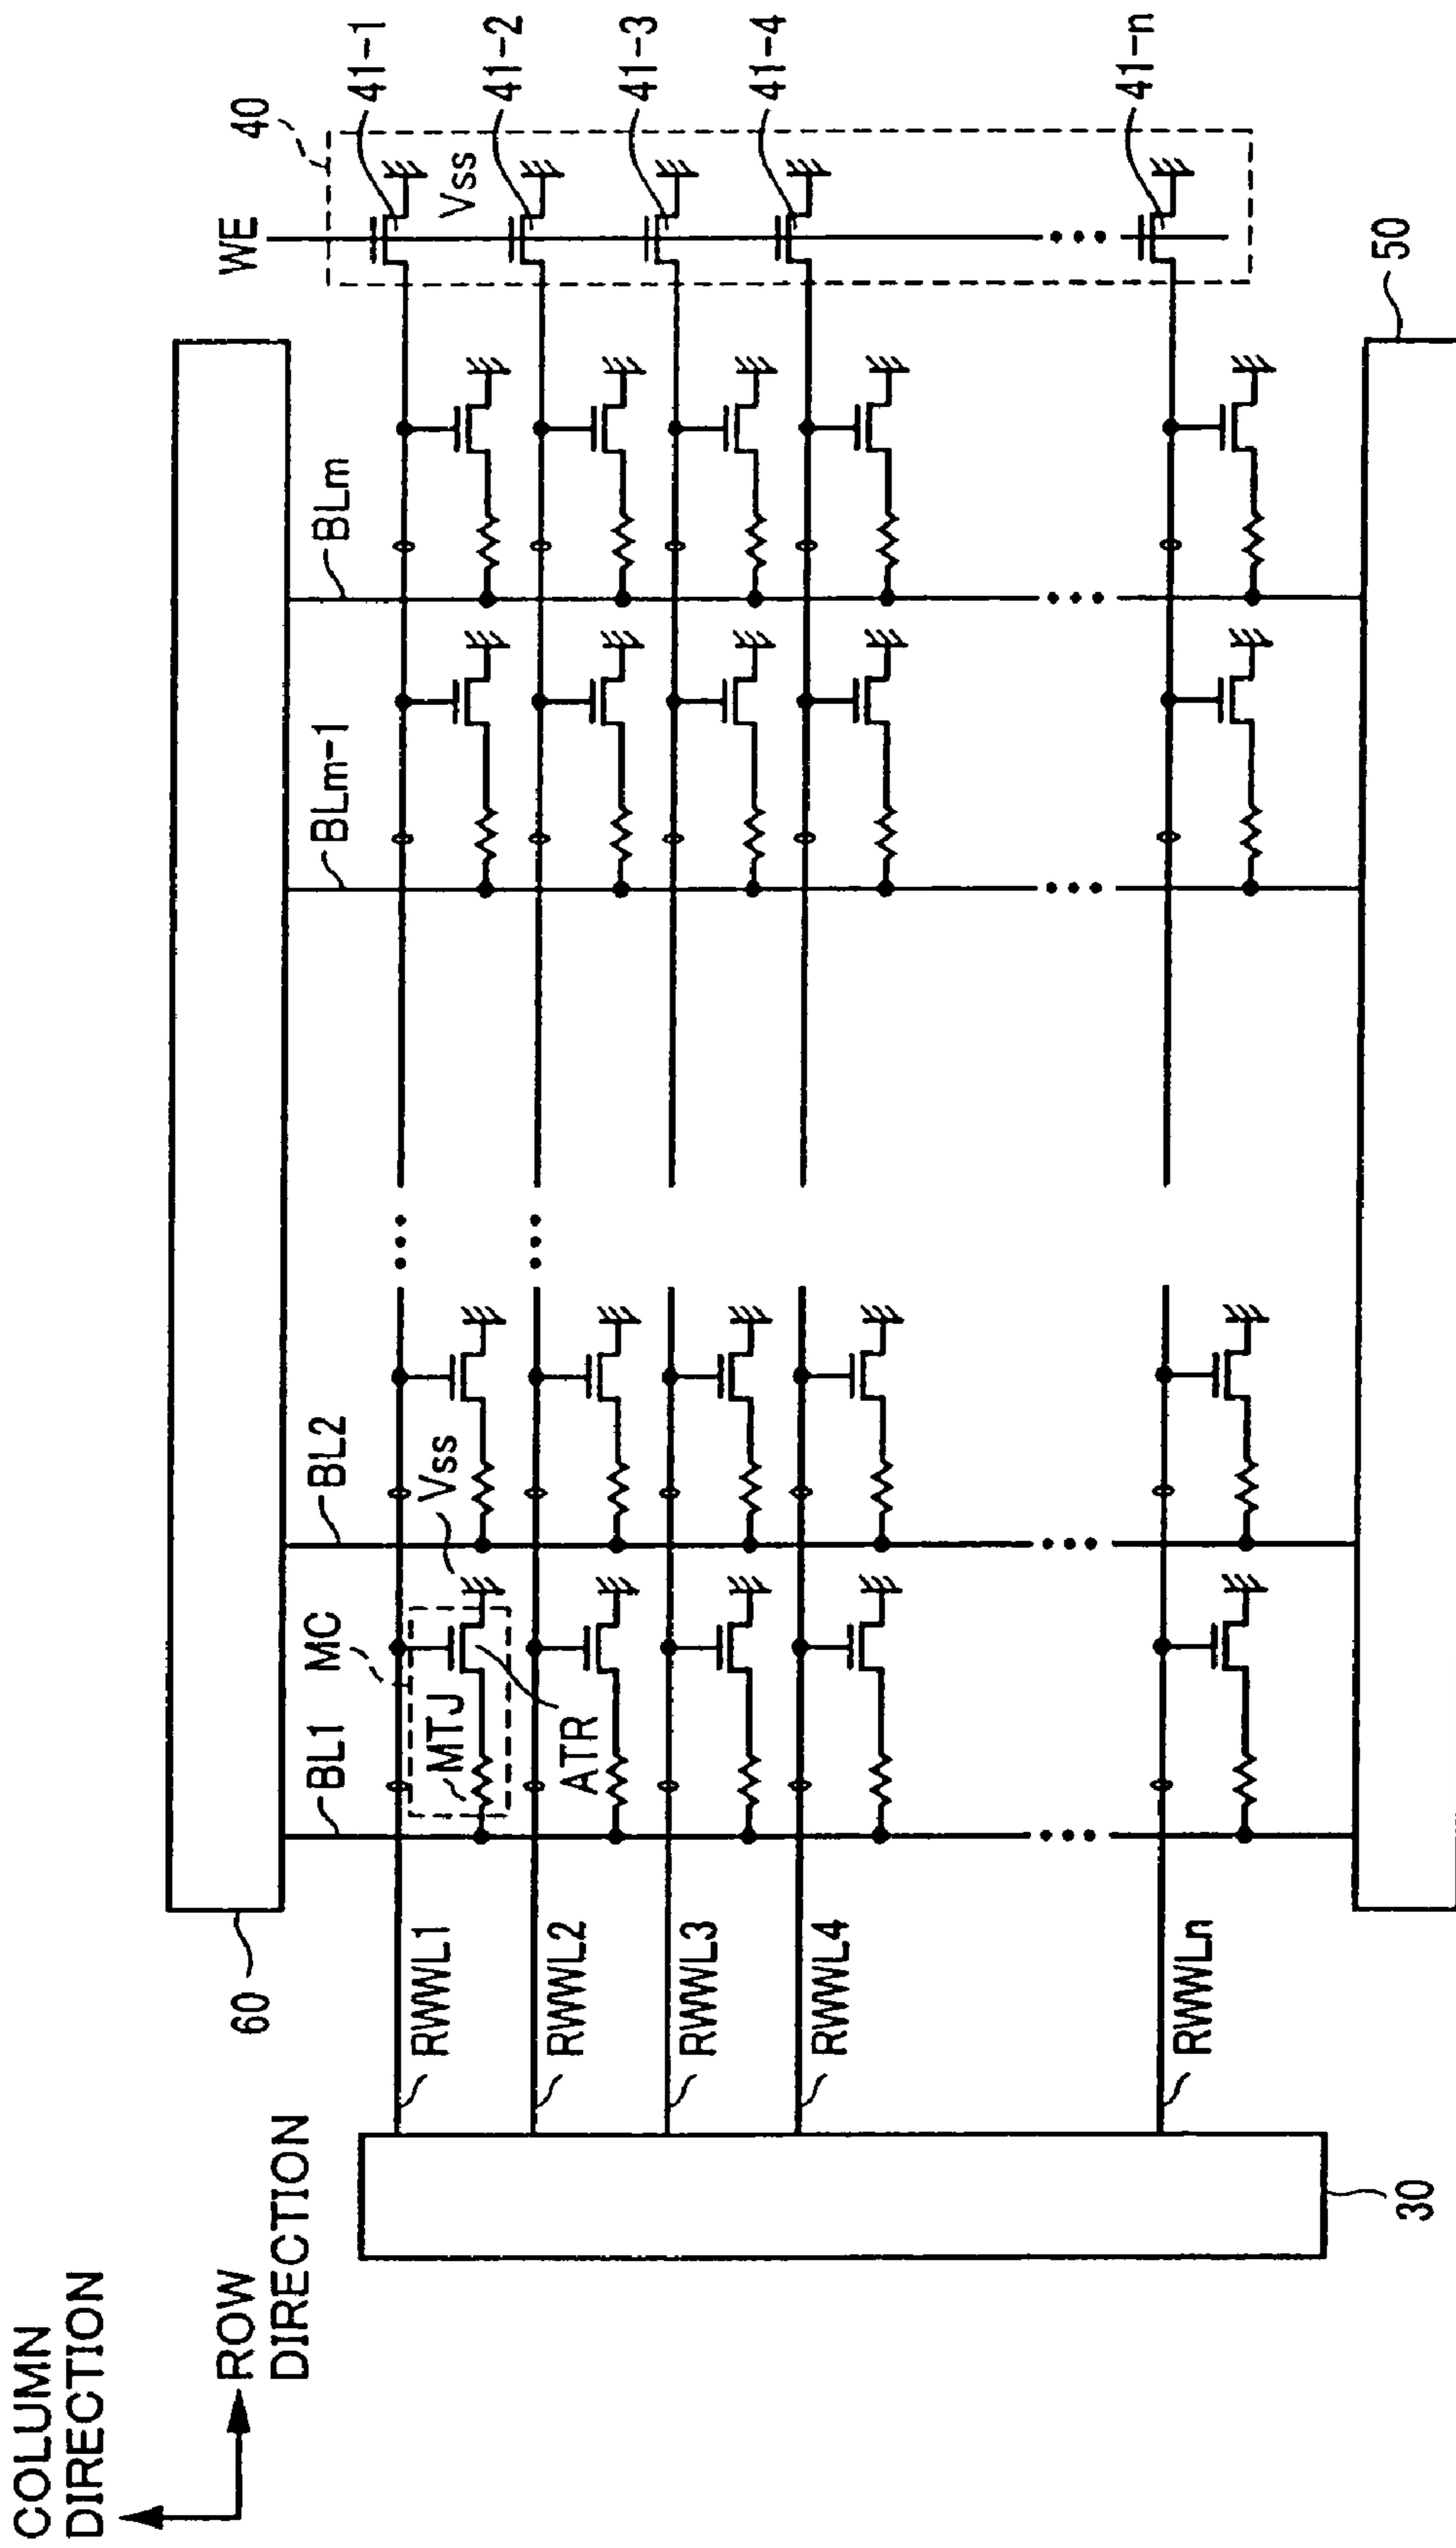 COLUMN
DIRECTION
ROW
DIRECTION
60
BL1
MC
BL2
BLm-1
BLm
WE
40
41-1
41-2
41-3
41-4
41-n
Vss
Vss
MTJ
ATR
RWWL1
RWWL2
RWWL3
RWWL4
RWWLn
30
50